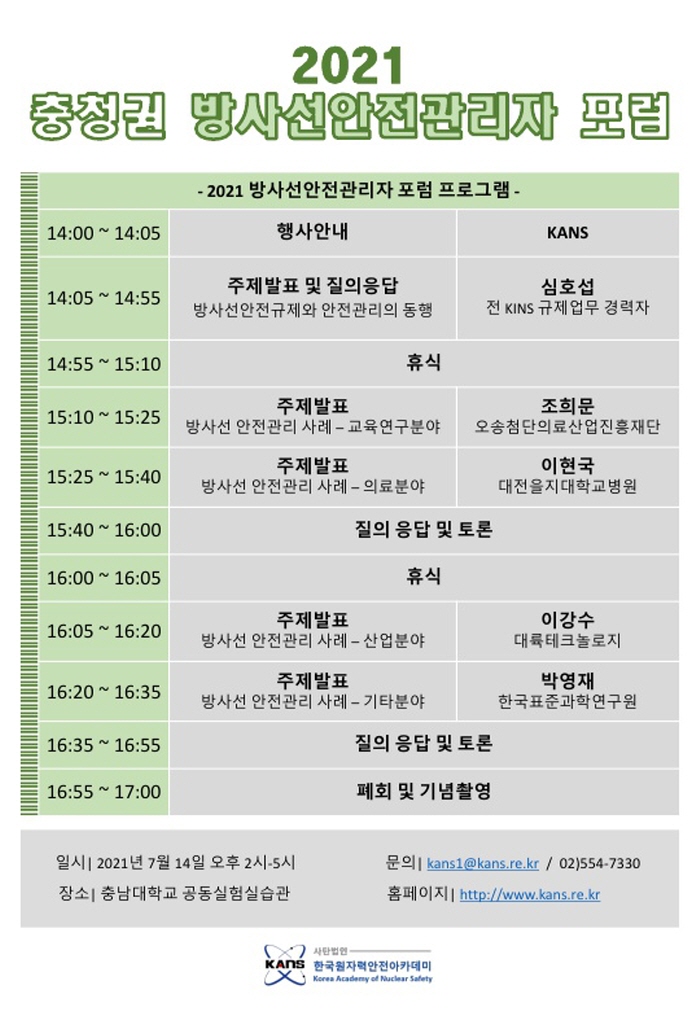 2021
충청권 방사선안전관리자 포럼
- 2021 방사선안전관리자 포럼 프로그램 -
14:00 ~ 14:05 행사안내 KANS
14:05 ~ 14:55 주제발표 및 질의응답 심호섭
방사선안전규제와 안전관리의 동행 전 KINS 규제업무 경력자
14:55 ~ 15:10 휴식
15:10 ~ 15:25 주제발표 조희문
방사선 안전관리 사례 – 교육연구분야 오송첨단의료산업진흥재단
15:25 ~ 15:40 주제발표 이현국
방사선 안전관리 사례 – 의료분야 대전을지대학교병원
15:40 ~ 16:00 질의 응답 및 토론
16:00 ~ 16:05 휴식
16:05 ~ 16:20 주제발표 이강수
방사선 안전관리 사례 – 산업분야 대륙테크놀로지
16:20 ~ 16:35 주제발표 박영재
방사선 안전관리 사례 – 기타분야 한국표준과학연구원
16:35 ~ 16:55 질의 응답 및 토론
16:55 ~ 17:00 폐회 및 기념촬영
일시| 2021년 7월 14일 오후 2시-5시 문의| kans1@kans.re.kr / 02)554-7330
장소| 충남대학교 공동실험실습관 홈페이지| http://www.kans.re.kr
사단법인
KANS 한국원자력안전아카데미
Korea Academy of Nuclear Safety